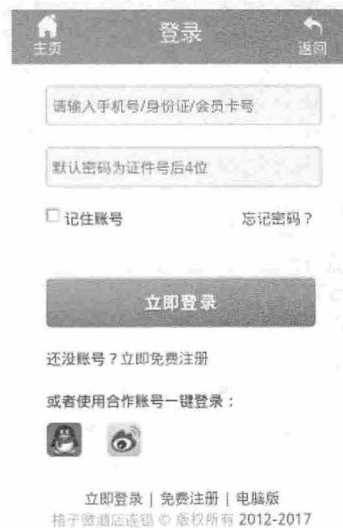 主页
登录
返回
请输入手机号/身份证/会员卡号
默认密码为证件号后4位
记住账号
忘记密码？
立即登录
还没账号？立即免费注册
或者使用合作账号一键登录：
立即登录 | 免费注册 | 电脑版
格子微酒店连锁 © 版权所有 2012-2017